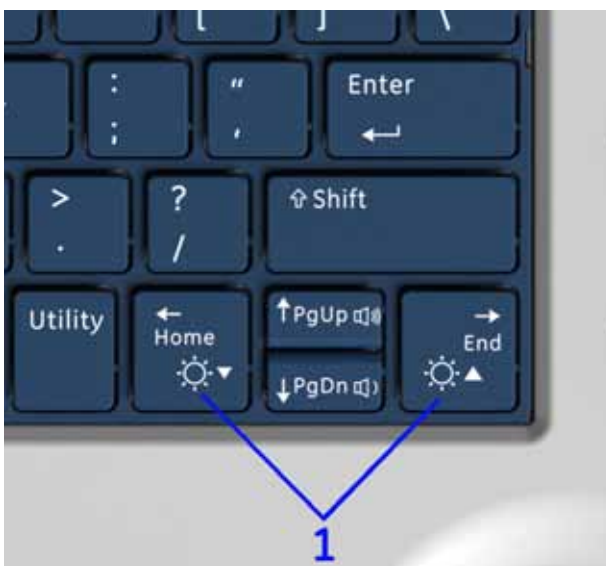 [ ] \
: " Enter
; '
> ? Shift
. /
Utility ← Home ↑PgUp → End
↓PgDn
1